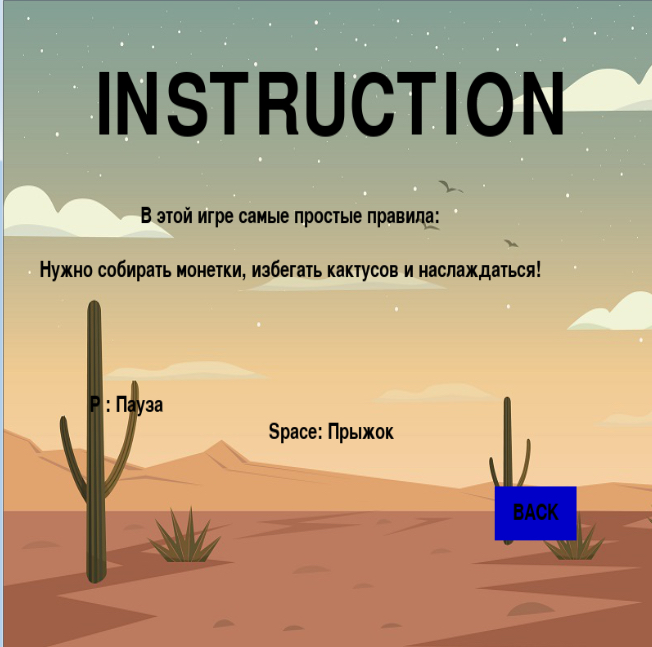 INSTRUCTION
В этой игре самые простые правила:
Нужно собирать монетки, избегать кактусов и наслаждаться!
P : Пауза
Space: Прыжок
BACK